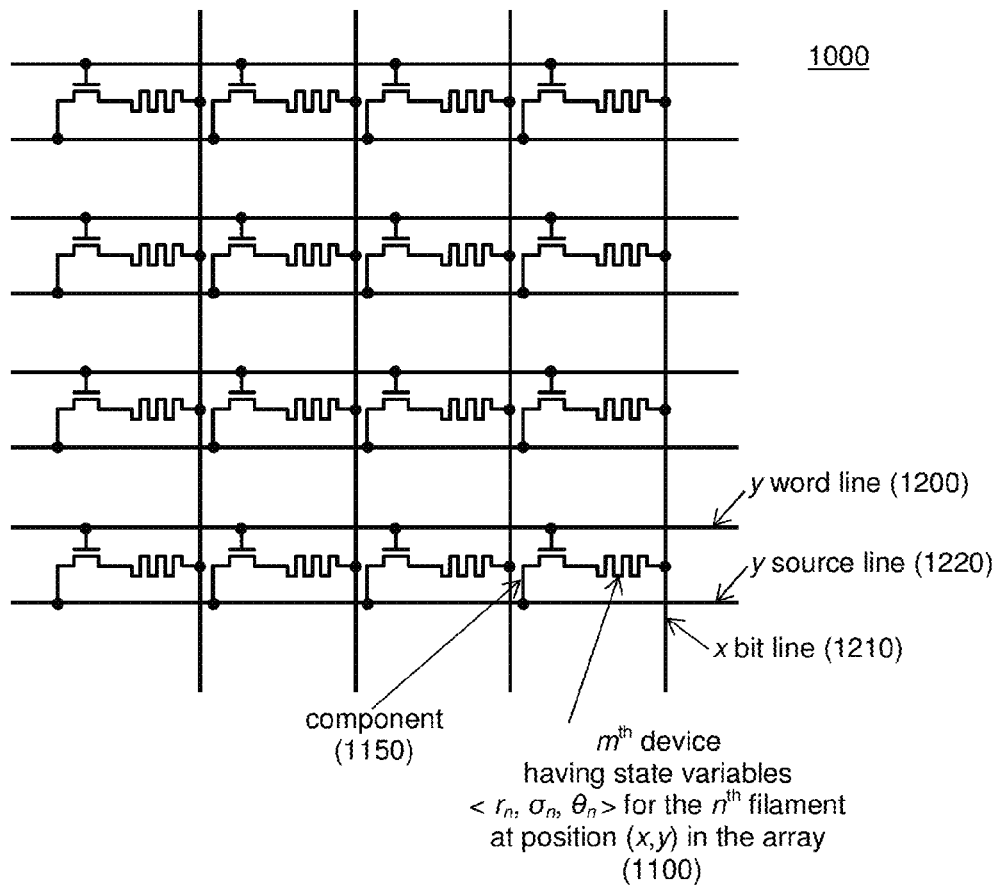 1000
y word line (1200)
y source line (1220)
x bit line (1210)
component
(1150)
mth device
having state variables
< rn, σn, θn > for the nth filament
at position (x,y) in the array
(1100)